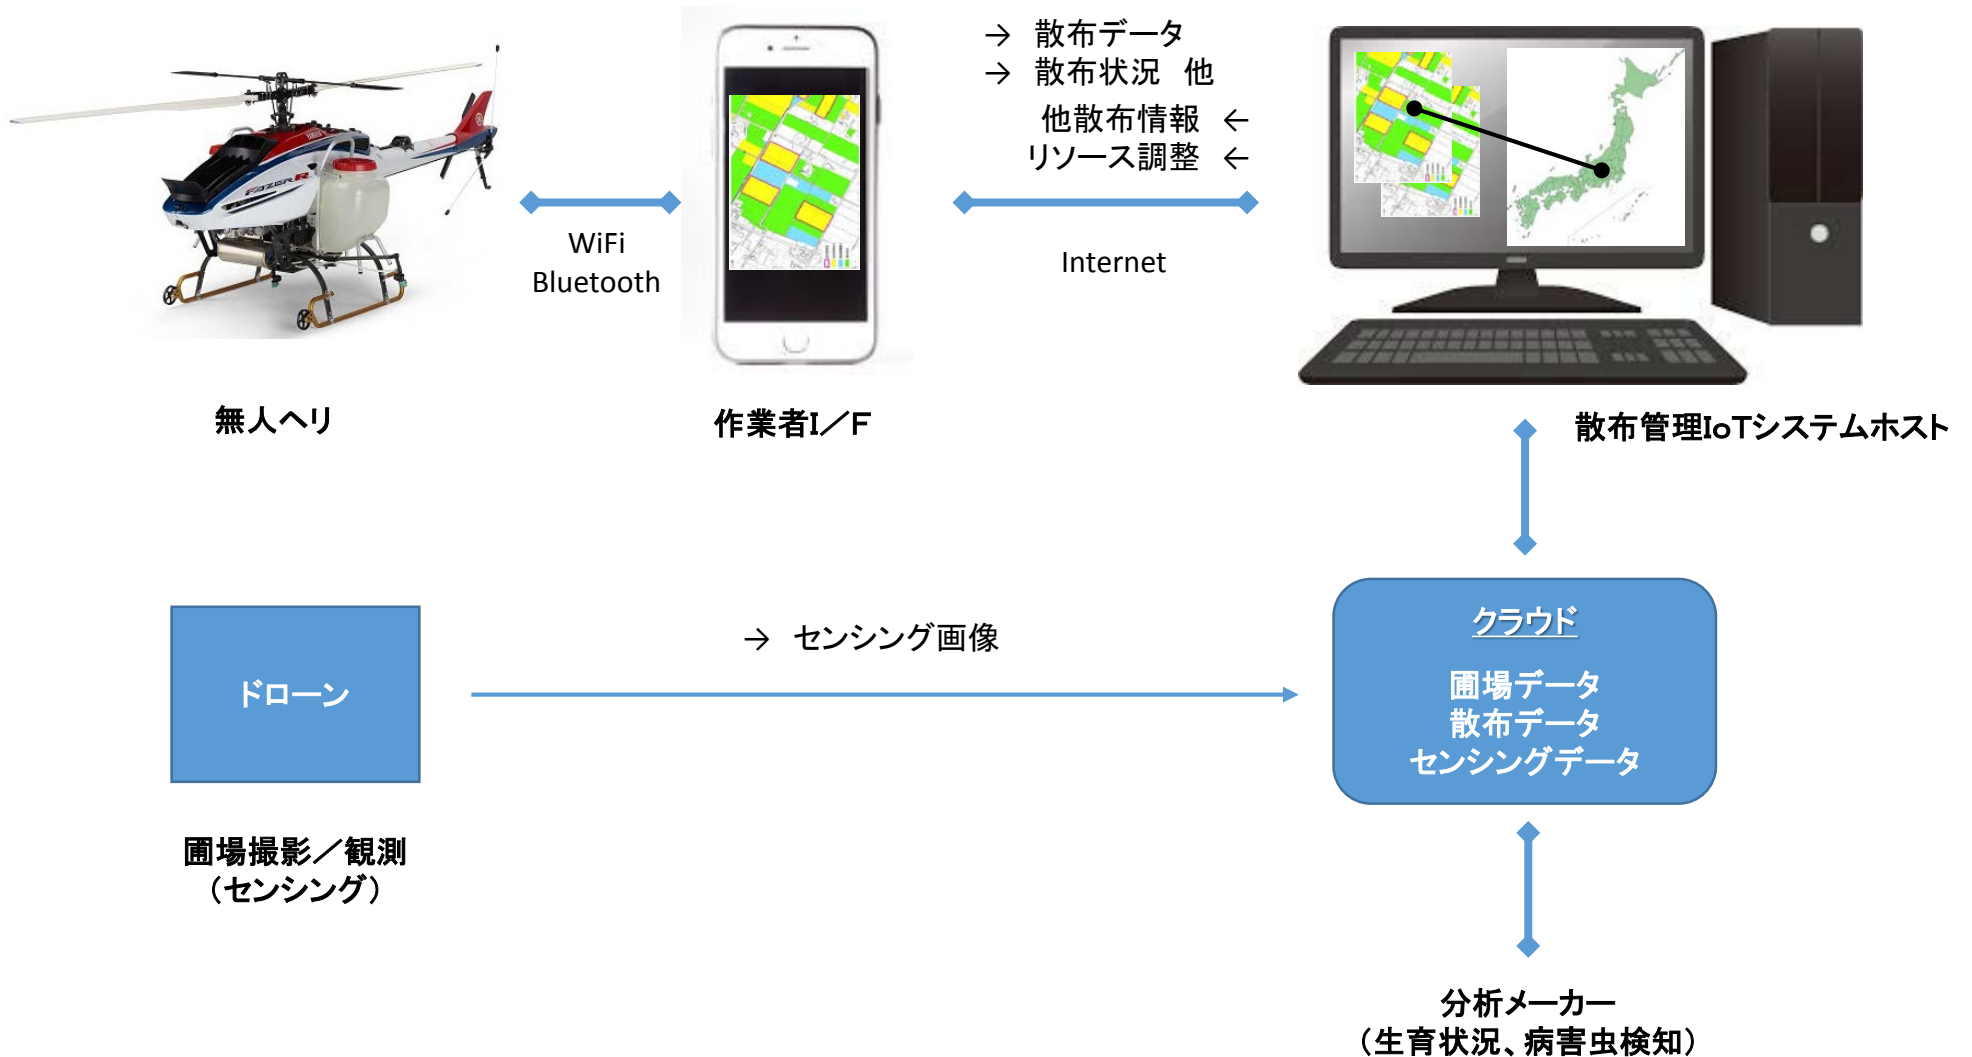 → 散布データ
→ 散布状況 他
他散布情報 ←
リソース調整 ←
WiFi
Bluetooth
Internet
FAZER R
YAMAHA
無人ヘリ
作業者I/F
散布管理IoTシステムホスト
ドローン
→ センシング画像
クラウド
圃場データ
散布データ
センシングデータ
圃場撮影/観測
(センシング)
分析メーカー
(生育状況、病害虫検知)